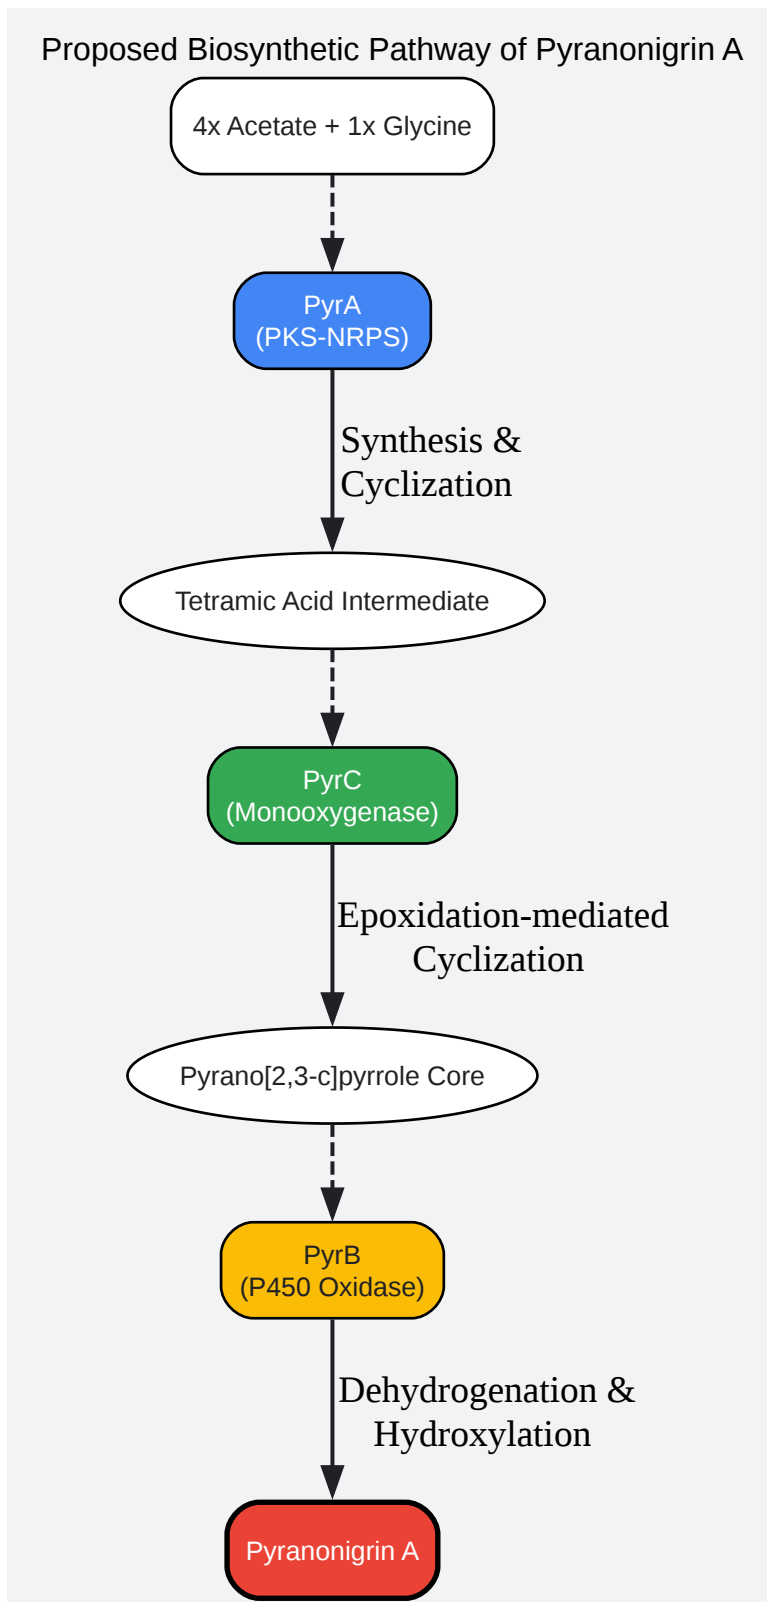 Proposed Biosynthetic Pathway of Pyranonigrin A
4x Acetate + 1x Glycine
PyrA
(PKS-NRPS)
Synthesis &
Cyclization
Tetramic Acid Intermediate
PyrC
(Monooxygenase)
Epoxidation-mediated
Cyclization
Pyrano[2,3-c]pyrrole Core
PyrB
(P450 Oxidase)
Dehydrogenation &
Hydroxylation
Pyranonigrin A